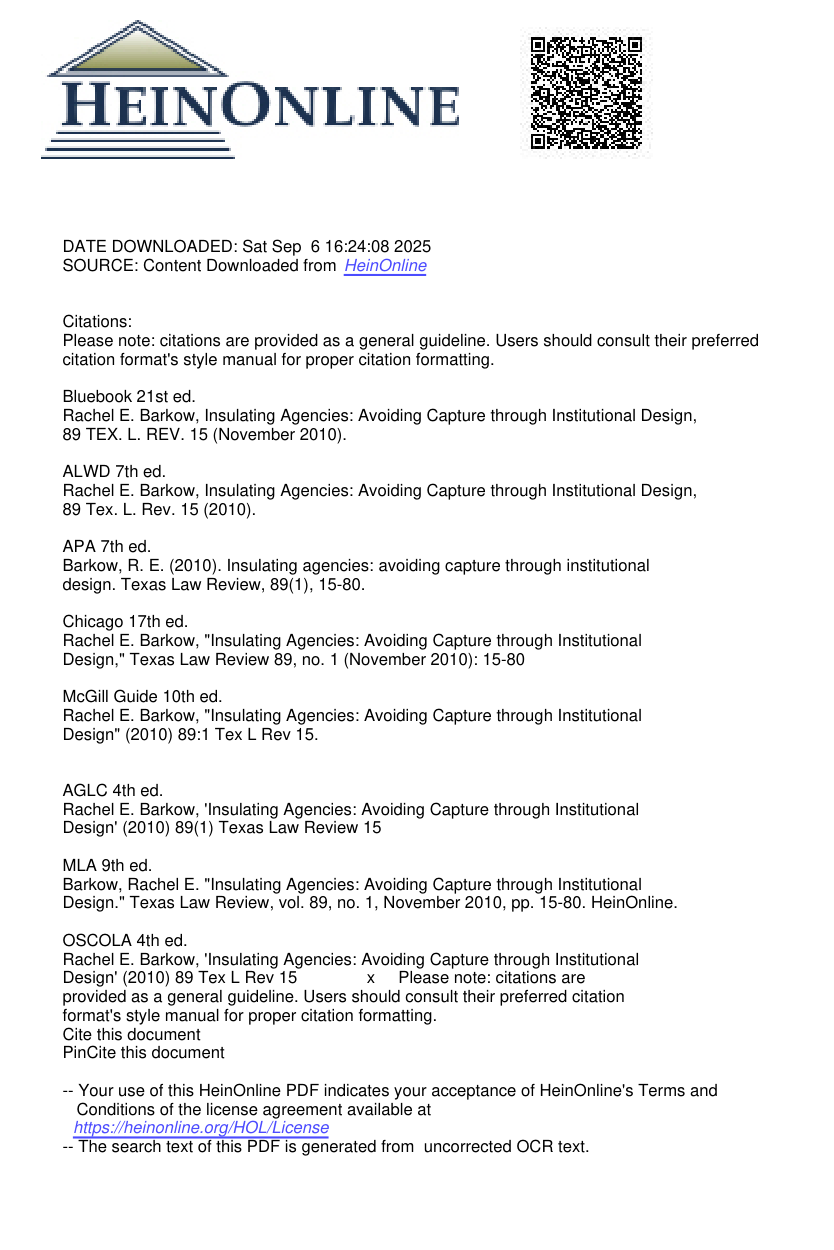 HEINONLINE
DATE DOWNLOADED: Sat Sep  6 16:24:08 2025
SOURCE: Content Downloaded from HeinOnline
Citations:
Please note: citations are provided as a general guideline. Users should consult their preferred
citation format's style manual for proper citation formatting.
Bluebook 21st ed.
Rachel E. Barkow, Insulating Agencies: Avoiding Capture through Institutional Design,
89 TEX. L. REV. 15 (November 2010).
ALWD 7th ed.
Rachel E. Barkow, Insulating Agencies: Avoiding Capture through Institutional Design,
89 Tex. L. Rev. 15 (2010).
APA 7th ed.
Barkow, R. E. (2010). Insulating agencies: avoiding capture through institutional
design. Texas Law Review, 89(1), 15-80.
Chicago 17th ed.
Rachel E. Barkow, "Insulating Agencies: Avoiding Capture through Institutional
Design," Texas Law Review 89, no. 1 (November 2010): 15-80
McGill Guide 10th ed.
Rachel E. Barkow, "Insulating Agencies: Avoiding Capture through Institutional
Design" (2010) 89:1 Tex L Rev 15.
AGLC 4th ed.
Rachel E. Barkow, 'Insulating Agencies: Avoiding Capture through Institutional
Design' (2010) 89(1) Texas Law Review 15
MLA 9th ed.
Barkow, Rachel E. "Insulating Agencies: Avoiding Capture through Institutional
Design." Texas Law Review, vol. 89, no. 1, November 2010, pp. 15-80. HeinOnline.
OSCOLA 4th ed.
Rachel E. Barkow, 'Insulating Agencies: Avoiding Capture through Institutional
Design' (2010) 89 Tex L Rev 15 x Please note: citations are
provided as a general guideline. Users should consult their preferred citation
format's style manual for proper citation formatting.
Cite this document
PinCite this document
-- Your use of this HeinOnline PDF indicates your acceptance of HeinOnline's Terms and
Conditions of the license agreement available at
https://heinonline.org/HOL/License
-- The search text of this PDF is generated from  uncorrected OCR text.